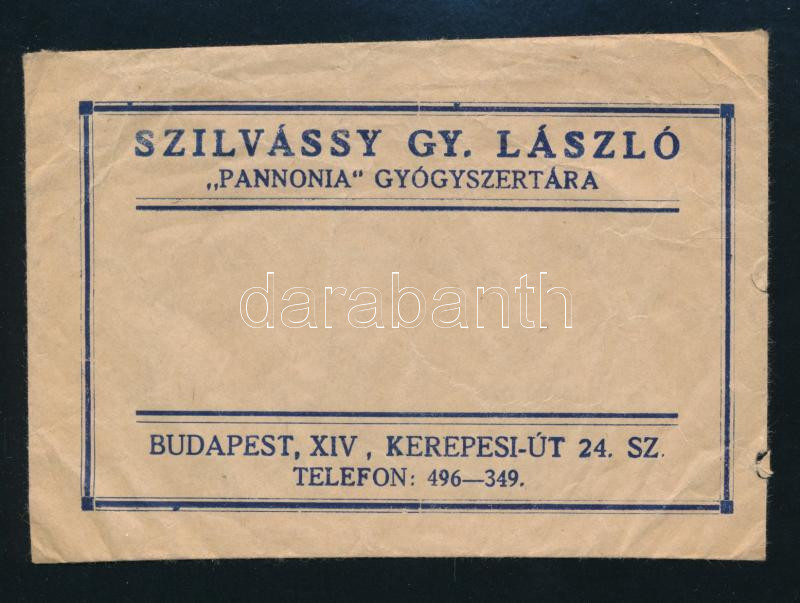 SZILVÁSSY GY. LÁSZLÓ
„PANNONIA“ GYÓGYSZERTÁRA
darabanth
BUDAPEST, XIV, KEREPESI-ÚT 24. SZ.
TELEFON: 496—349.